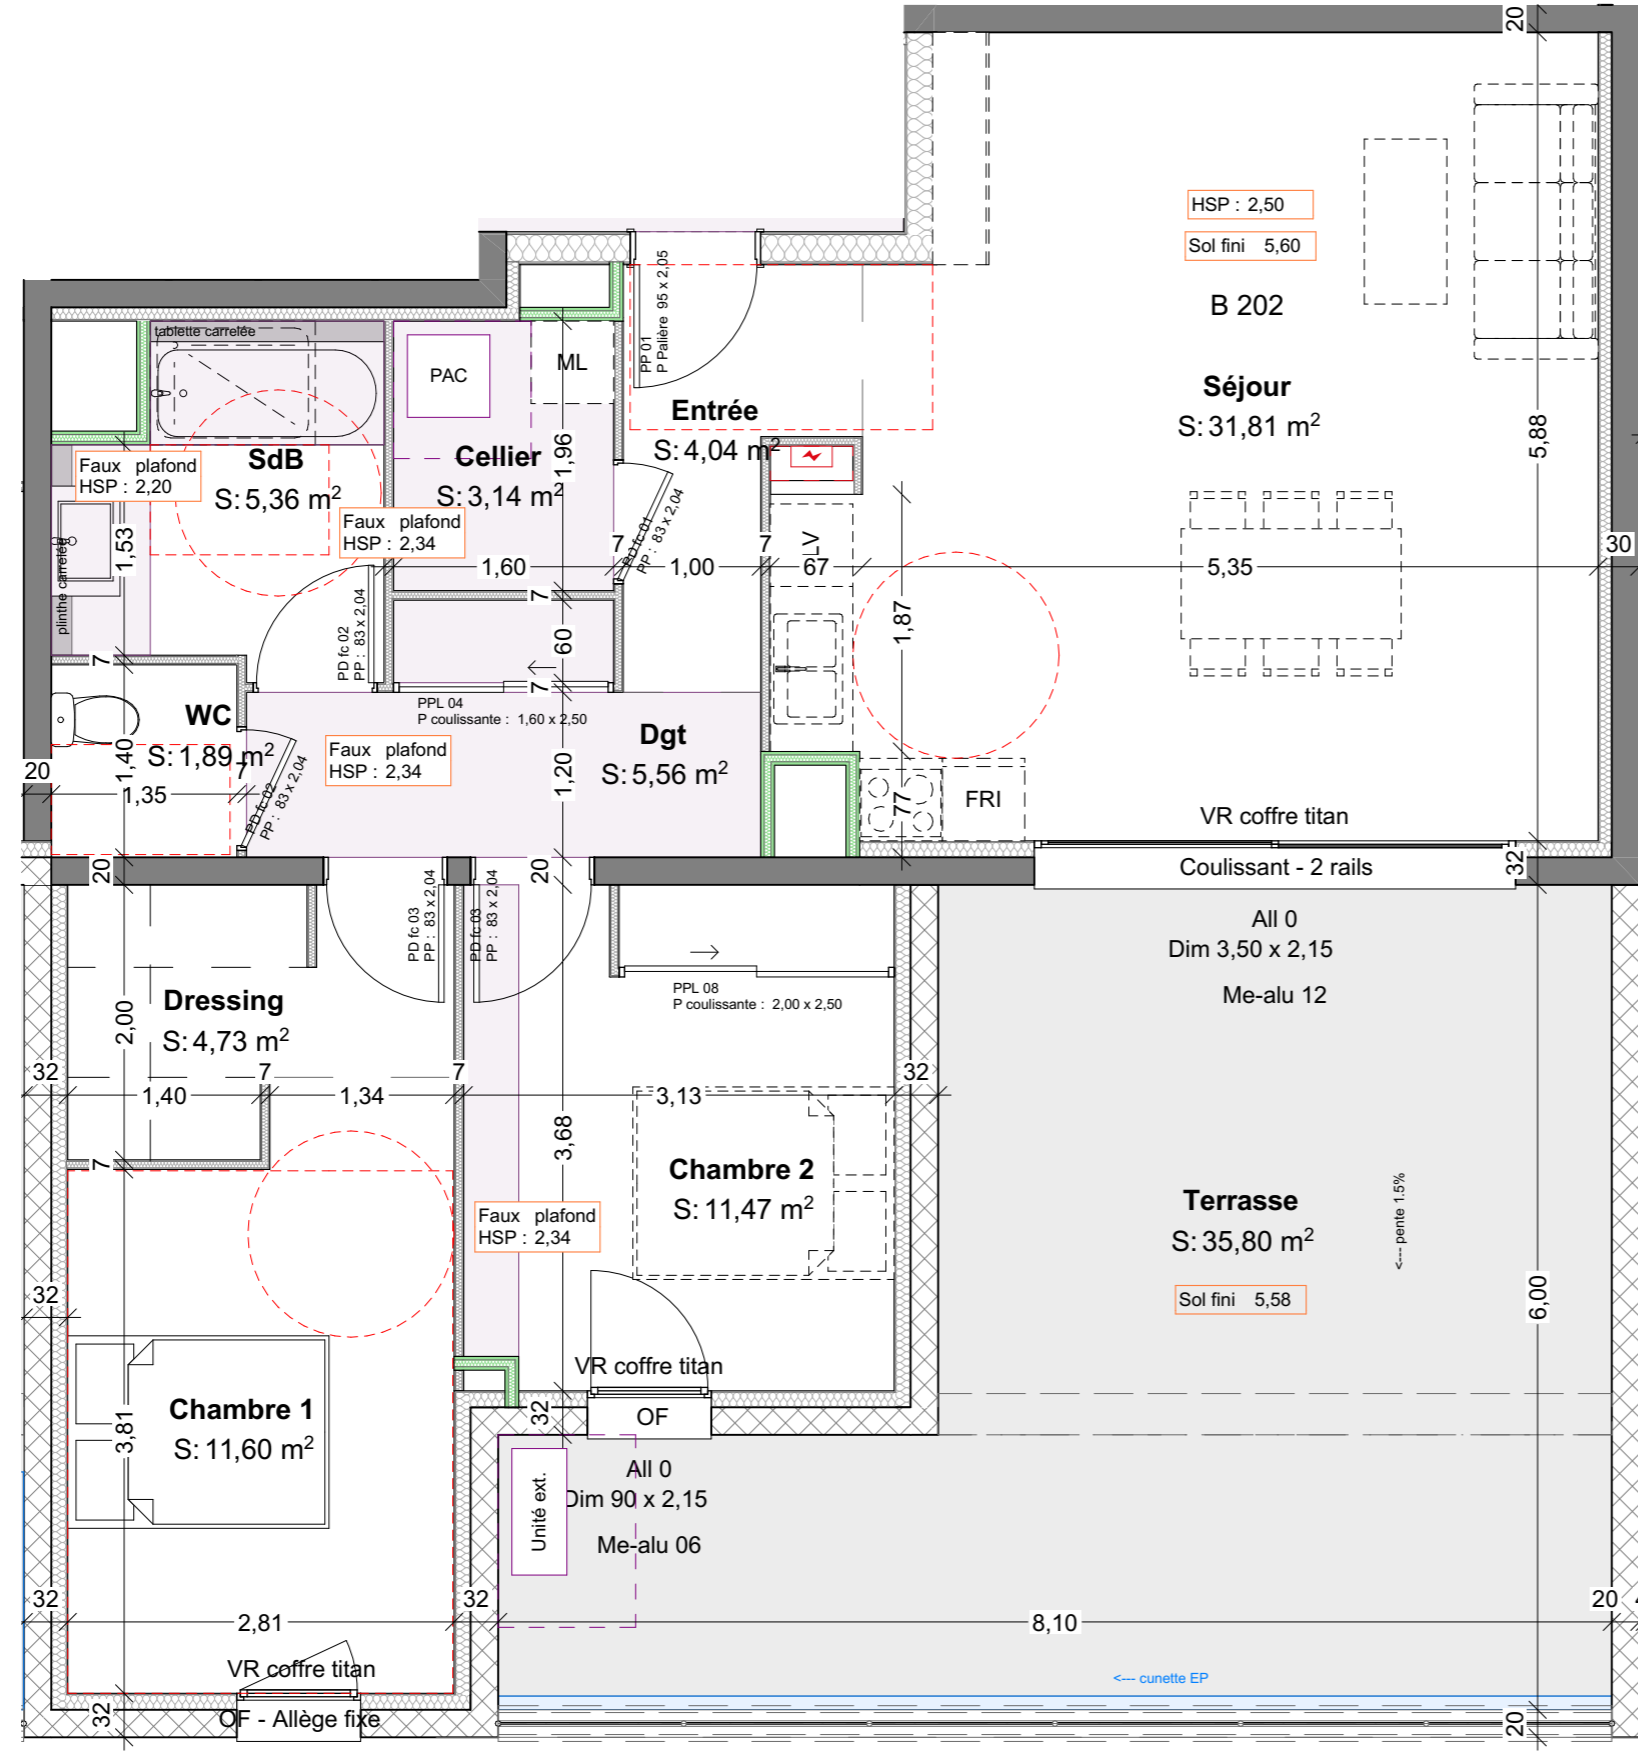 20
HSP : 2,50
Sol fini 5,60
B 202
Séjour
S: 31,81 m²
5,88
30
5,35
PP 01
P Palière 95 x 2,05
Entrée
S: 4,04 m²
tablette carrelée
PAC
ML
Cellier
S: 3,14 m²
1,96
SdB
S: 5,36 m²
Faux plafond
HSP : 2,20
Faux plafond
HSP : 2,34
1,53
plinthe carrelée
1,60
7
PD fc 01
PP : 83 x 2,04
1,00
7
67
LV
1,87
7
60
7
PD fc 02
PP : 83 x 2,04
PPL 04
P coulissante : 1,60 x 2,50
7
WC
S: 1,89 m²
1,40
1,35
20
7
PD fc 02
PP : 83 x 2,04
Faux plafond
HSP : 2,34
1,20
Dgt
S: 5,56 m²
77
FRI
VR coffre titan
Coulissant - 2 rails
32
20
20
All 0
Dim 3,50 x 2,15
Me-alu 12
PD fc 03
PP : 83 x 2,04
PD fc 03
PP : 83 x 2,04
PPL 08
P coulissante : 2,00 x 2,50
Dressing
S: 4,73 m²
2,00
32
1,40
7
1,34
7
3,13
32
7
3,68
Chambre 2
S: 11,47 m²
Faux plafond
HSP : 2,34
Terrasse
S: 35,80 m²
<--- pente 1.5%
Sol fini 5,58
6,00
32
VR coffre titan
OF
32
All 0
Dim 90 x 2,15
Me-alu 06
Unité ext.
Chambre 1
S: 11,60 m²
3,81
32
2,81
32
8,10
20
VR coffre titan
OF - Allège fixe
32
<--- cunette EP
20